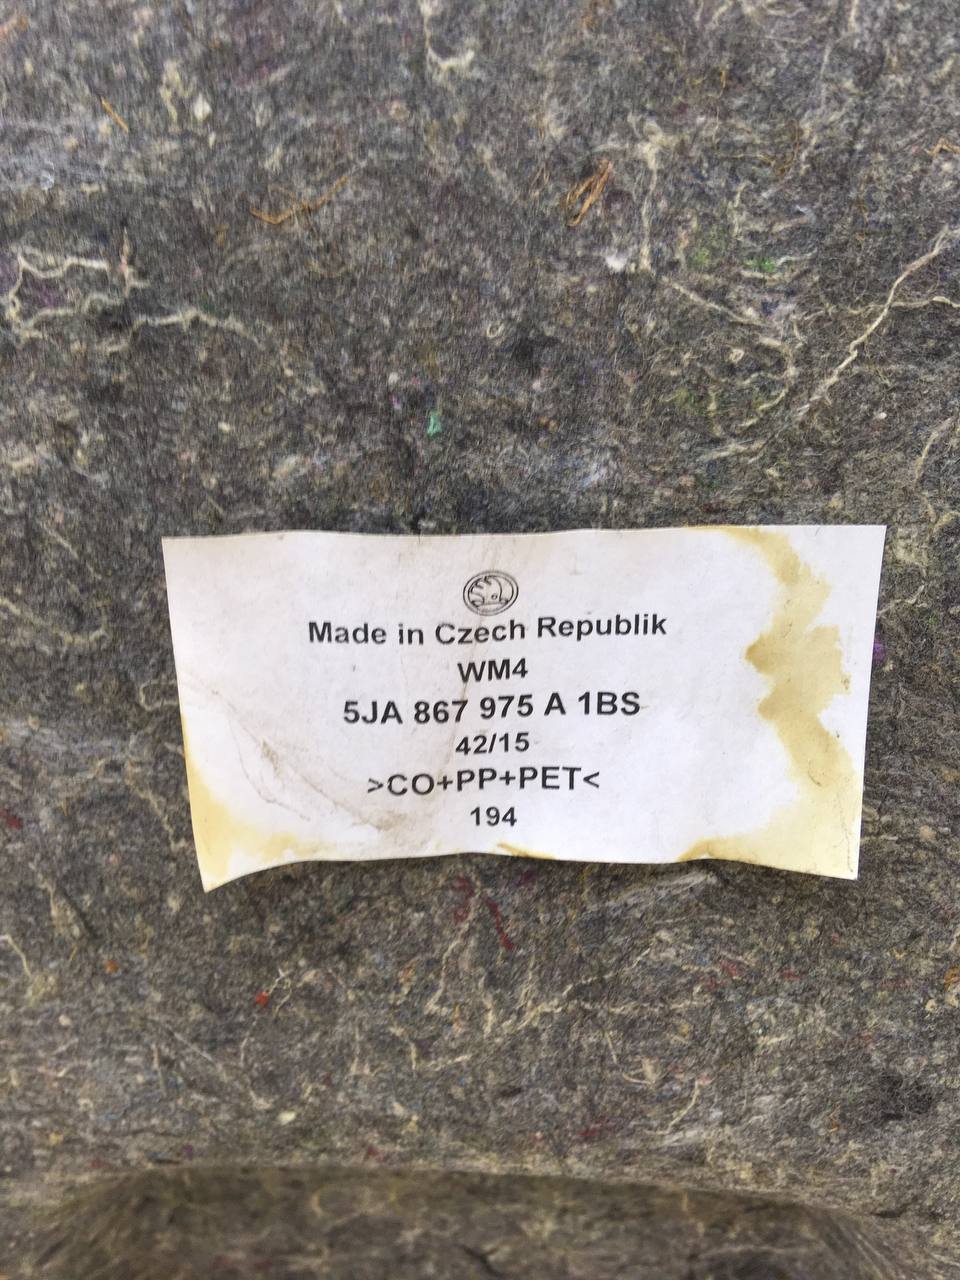 Made in Czech Republik
WM4
5JA 867 975 A 1BS
42/15
>CO+PP+PET<
194